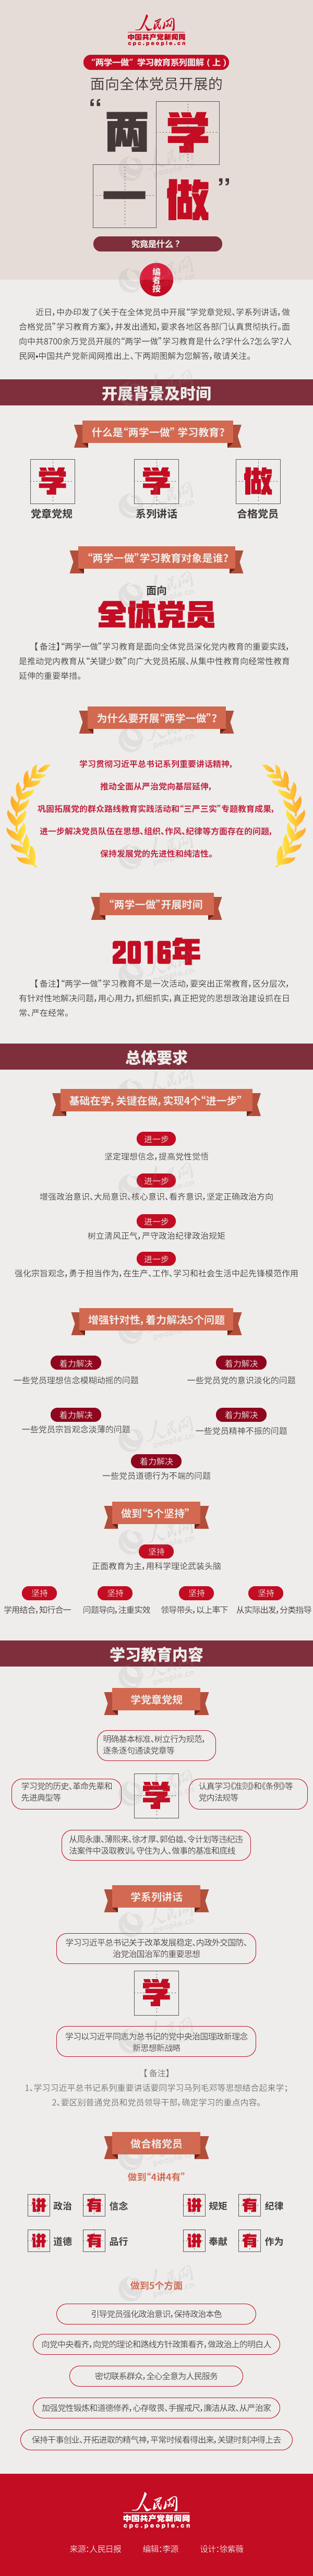 人民网
中国共产党新闻网
cpc.people.cn
“两学一做”学习教育系列图解（上）
面向全体党员开展的
“两学
一做”
究竟是什么？
编者按
近日，中办印发了《关于在全体党员中开展“学党章党规、学系列讲话，做
合格党员”学习教育方案》，并发出通知，要求各地区各部门认真贯彻执行。面
向中共8700余万党员开展的“两学一做”学习教育是什么？学什么？怎么学？人
民网•中国共产党新闻网推出上、下两期图解为您解答，敬请关注。
开展背景及时间
什么是“两学一做” 学习教育？
学 学 做
党章党规 系列讲话 合格党员
“两学一做”学习教育对象是谁？
面向
全体党员
【备注】“两学一做”学习教育是面向全体党员深化党内教育的重要实践，
是推动党内教育从“关键少数”向广大党员拓展、从集中性教育向经常性教育
延伸的重要举措。
为什么要开展“两学一做”？
学习贯彻习近平总书记系列重要讲话精神，
推动全面从严治党向基层延伸，
巩固拓展党的群众路线教育实践活动和“三严三实”专题教育成果，
进一步解决党员队伍在思想、组织、作风、纪律等方面存在的问题，
保持发展党的先进性和纯洁性。
“两学一做”开展时间
2016年
【备注】“两学一做”学习教育不是一次活动，要突出正常教育，区分层次，
有针对性地解决问题，用心用力，抓细抓实，真正把党的思想政治建设抓在日
常、严在经常。
总体要求
基础在学，关键在做，实现4个“进一步”
进一步
坚定理想信念，提高党性觉悟
进一步
增强政治意识、大局意识、核心意识、看齐意识，坚定正确政治方向
进一步
树立清风正气，严守政治纪律政治规矩
进一步
强化宗旨观念，勇于担当作为，在生产、工作、学习和社会生活中起先锋模范作用
增强针对性，着力解决5个问题
着力解决 着力解决
一些党员理想信念模糊动摇的问题 一些党员党的意识淡化的问题
着力解决 着力解决
一些党员宗旨观念淡薄的问题 一些党员精神不振的问题
着力解决
一些党员道德行为不端的问题
做到“5个坚持”
坚持
正面教育为主，用科学理论武装头脑
坚持 坚持 坚持 坚持
学用结合，知行合一 问题导向，注重实效 领导带头，以上率下 从实际出发，分类指导
学习教育内容
学党章党规
明确基本标准、树立行为规范，
逐条逐句通读党章等
学习党的历史、革命先辈和
先进典型等
学
认真学习《准则》和《条例》等
党内法规等
从周永康、薄熙来、徐才厚、郭伯雄、令计划等违纪违
法案件中汲取教训，守住为人、做事的基准和底线
学系列讲话
学习习近平总书记关于改革发展稳定、内政外交国防、
治党治国治军的重要思想
学
学习以习近平同志为总书记的党中央治国理政新理念
新思想新战略
【备注】
1、学习习近平总书记系列重要讲话要同学习马列毛邓等思想结合起来学；
2、要区别普通党员和党员领导干部，确定学习的重点内容。
做合格党员
做到“4讲4有”
讲 政治 有 信念 讲 规矩 有 纪律
讲 道德 有 品行 讲 奉献 有 作为
做到5个方面
引导党员强化政治意识，保持政治本色
向党中央看齐，向党的理论和路线方针政策看齐，做政治上的明白人
密切联系群众，全心全意为人民服务
加强党性锻炼和道德修养，心存敬畏、手握戒尺，廉洁从政、从严治家
保持干事创业、开拓进取的精气神，平常时候看得出来，关键时刻冲得上去
人民网
中国共产党新闻网
cpc.people.cn
来源：人民日报 编辑：李源 设计：徐紫薇